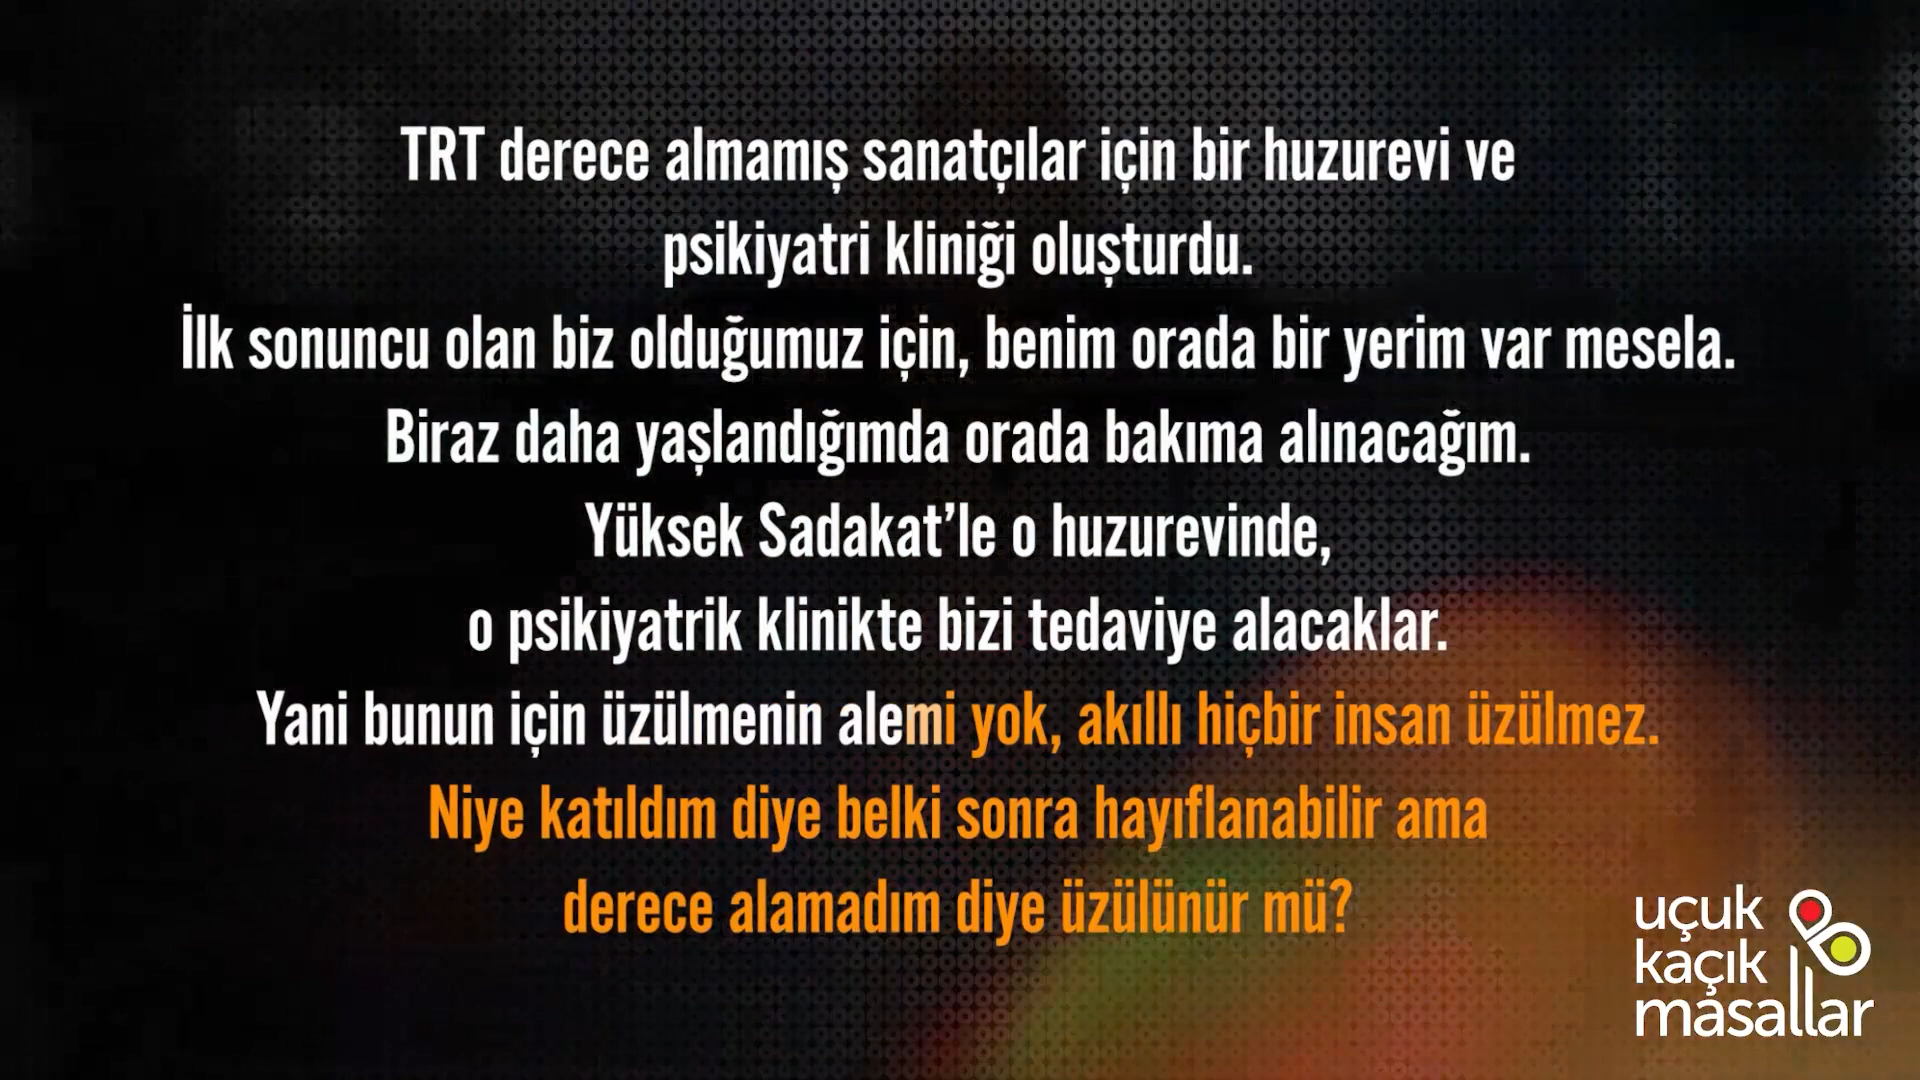 TRT derece almamış sanatçılar için bir huzurevi ve
psikiyatri kliniği oluşturdu.
İlk sonuncu olan biz olduğumuz için, benim orada bir yerim var mesela.
Biraz daha yaşlandığımda orada bakıma alınacağım.
Yüksek Sadakat’le o huzurevinde,
o psikiyatrik klinikte bizi tedaviye alacaklar.
Yani bunun için üzülmenin alemi yok, akıllı hiçbir insan üzülmez.
Niye katıldım diye belki sonra hayıflanabilir ama
derece alamadım diye üzülünür mü?
uçuk
kaçık
masallar